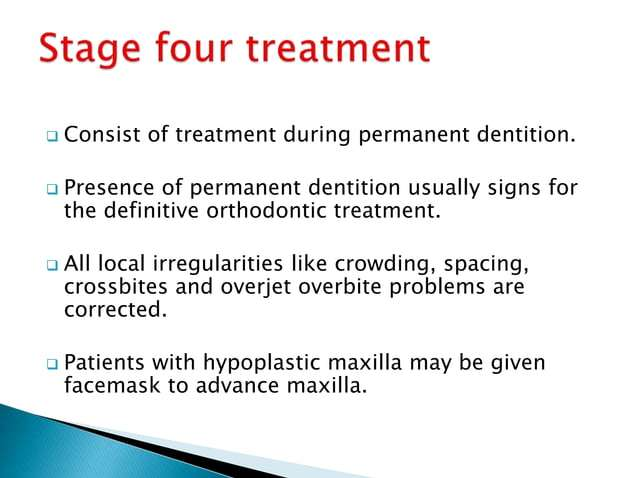 Stage four treatment
Consist of treatment during permanent dentition.
Presence of permanent dentition usually signs for
the definitive orthodontic treatment.
All local irregularities like crowding, spacing,
crossbites and overjet overbite problems are
corrected.
Patients with hypoplastic maxilla may be given
facemask to advance maxilla.